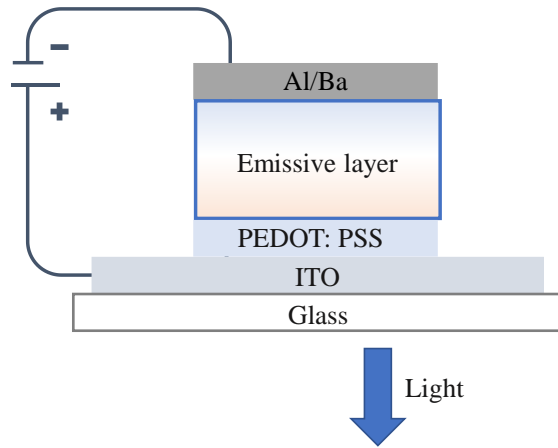 -
Al/Ba
+
Emissive layer
PEDOT: PSS
ITO
Glass
Light